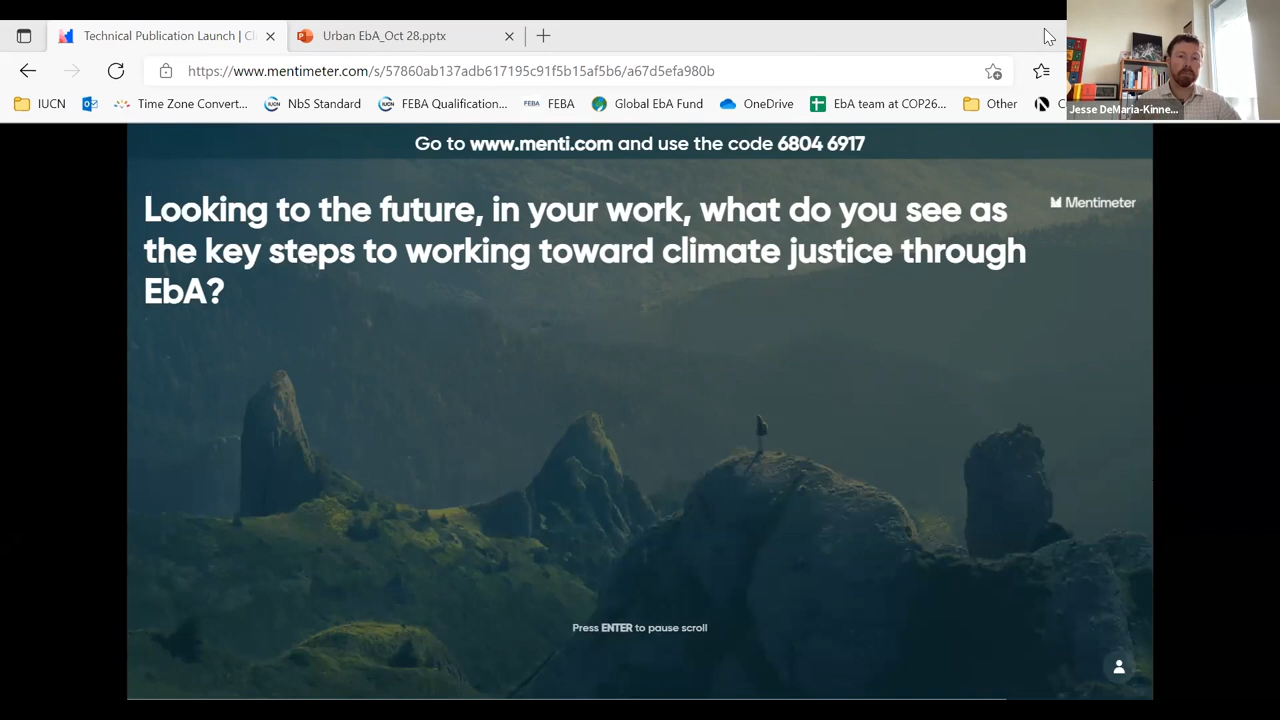 Technical Publication Launch | Cl
Urban EbA_Oct 28.pptx
https://www.mentimeter.com/s/57860ab137adb617195c91f5b15af5b6/a67d5efa980b
IUCN
Time Zone Convert...
NbS Standard
FEBA Qualification...
FEBA
FEBA
Global EbA Fund
OneDrive
EbA team at COP26...
Other
Jesse DeMaria-Kinne...
Go to www.menti.com and use the code 6804 6917
Looking to the future, in your work, what do you see as
the key steps to working toward climate justice through
EbA?
Mentimeter
Press ENTER to pause scroll